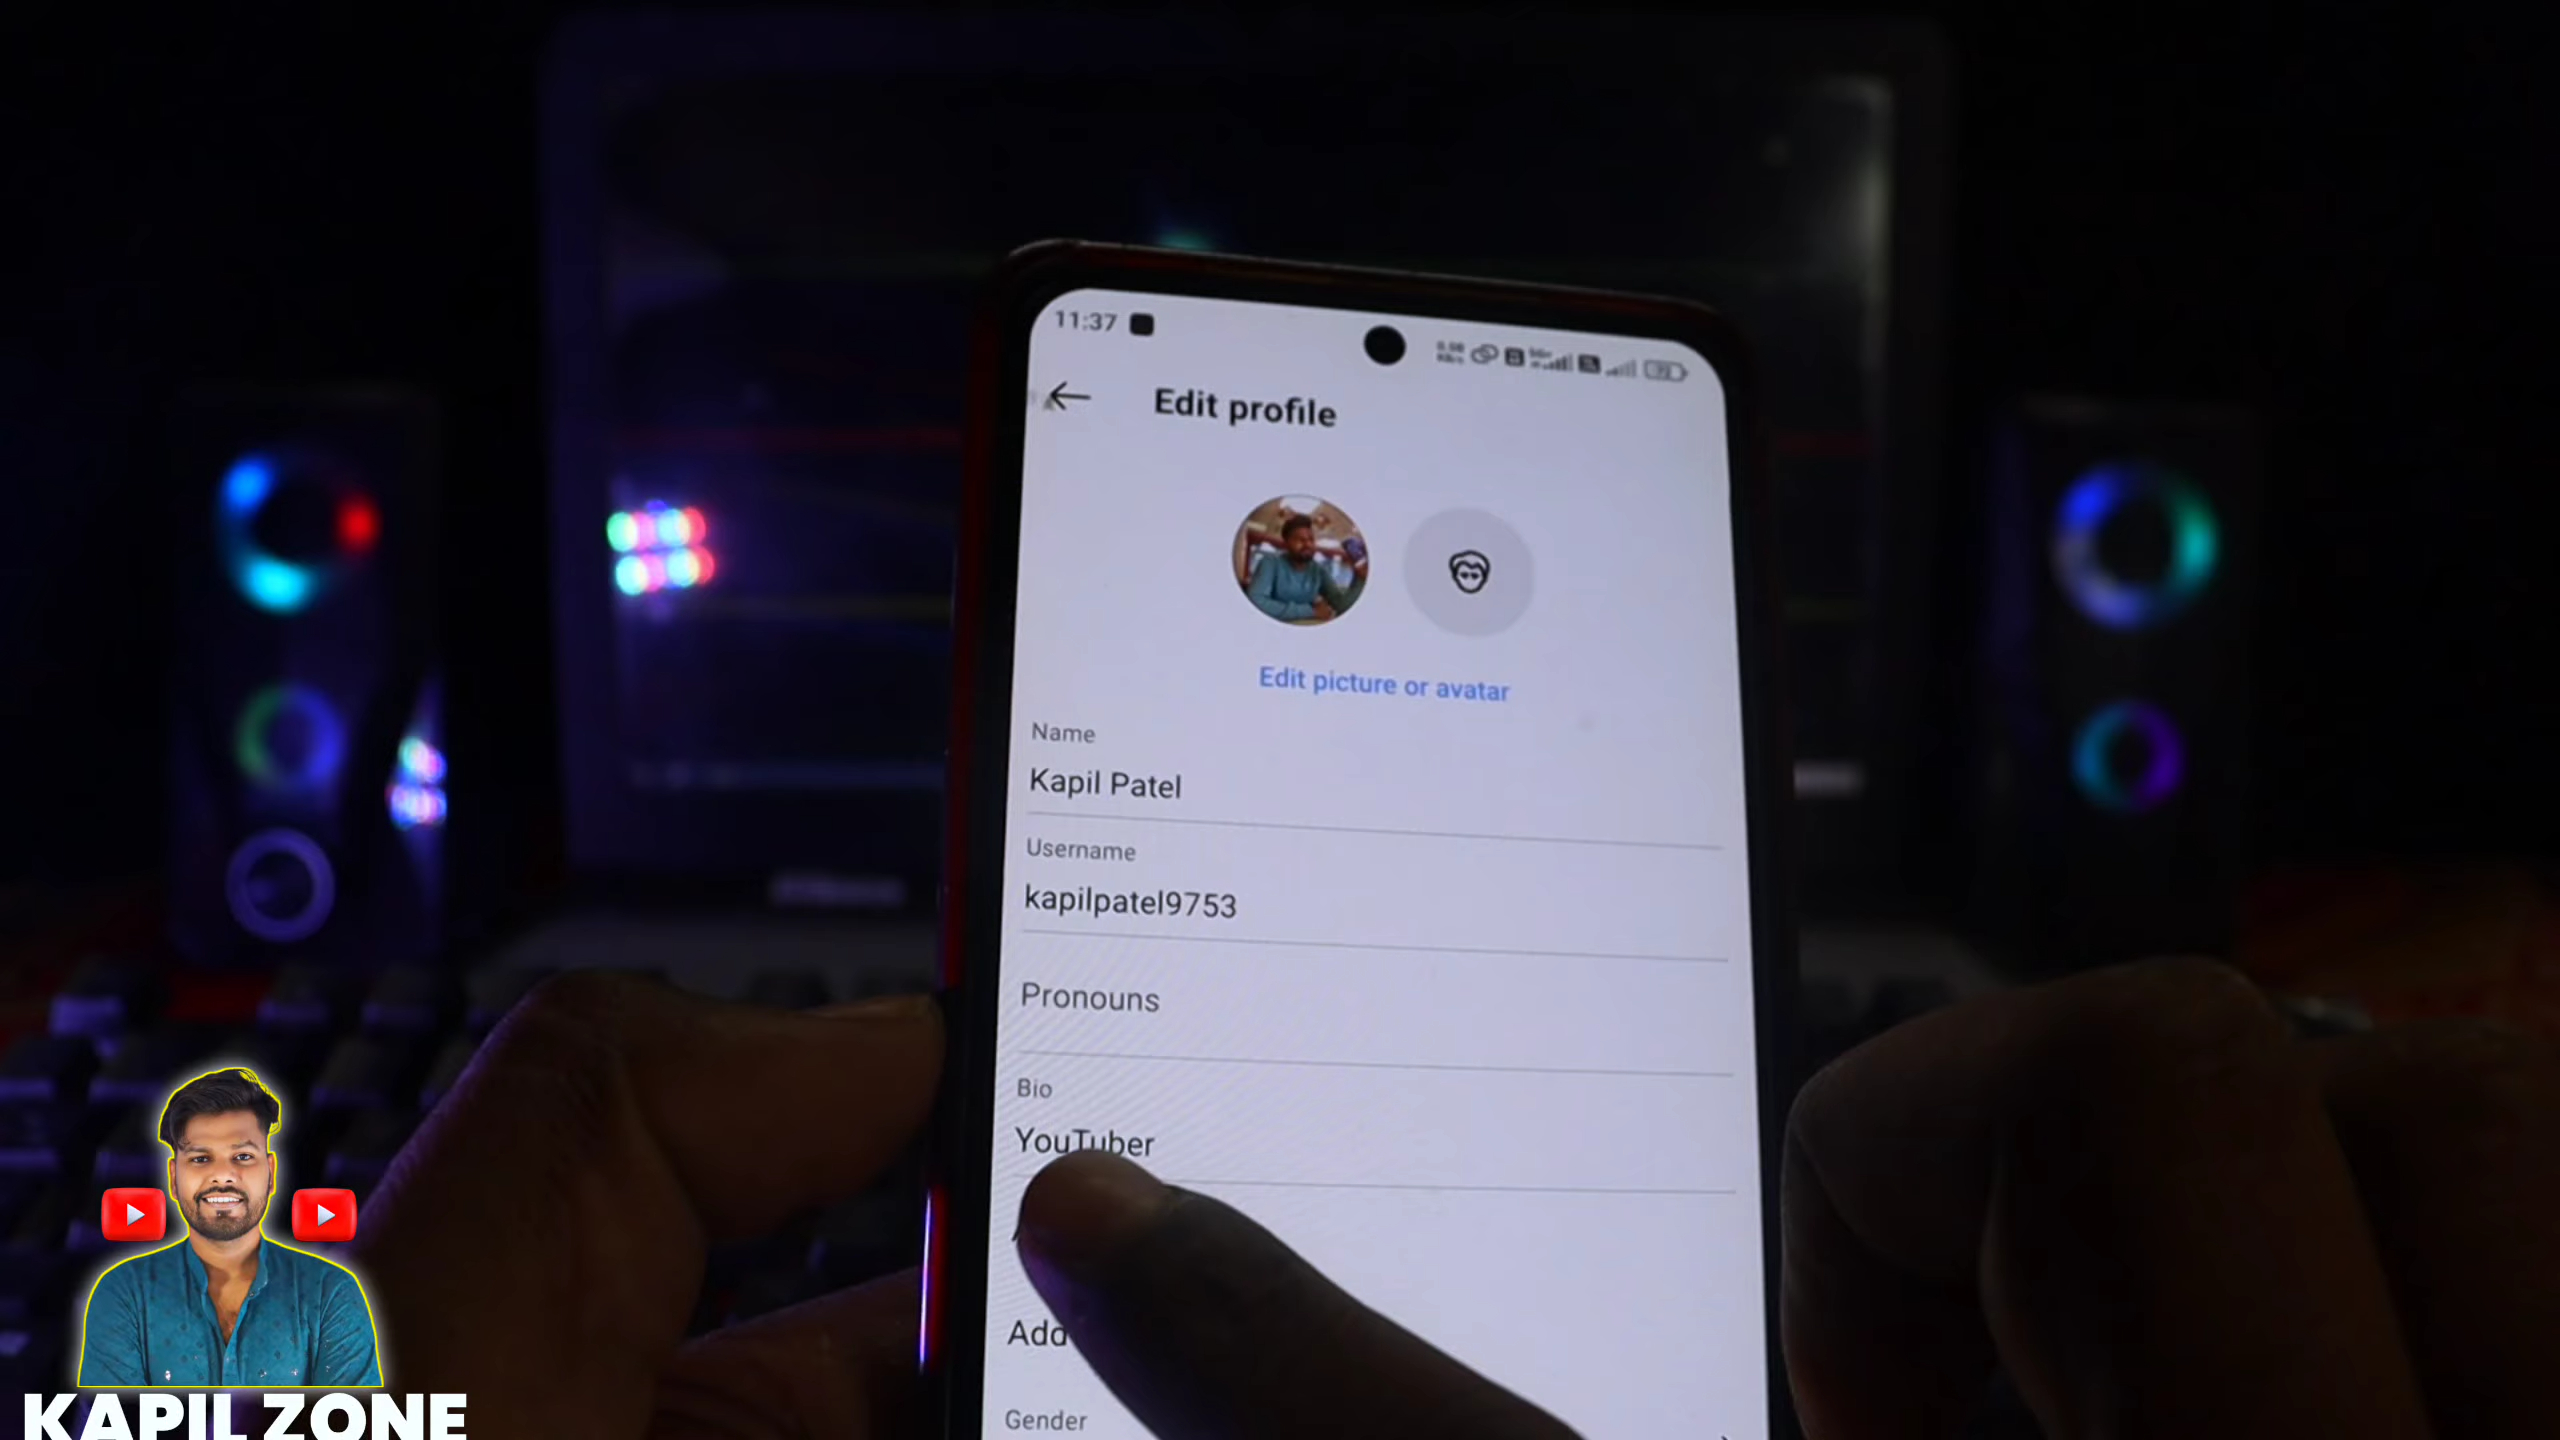 11:37
Edit profile
Edit picture or avatar
Name
Kapil Patel
Username
kapilpatel9753
Pronouns
Bio
YouTuber
Add
Gender
KAPIL ZONE